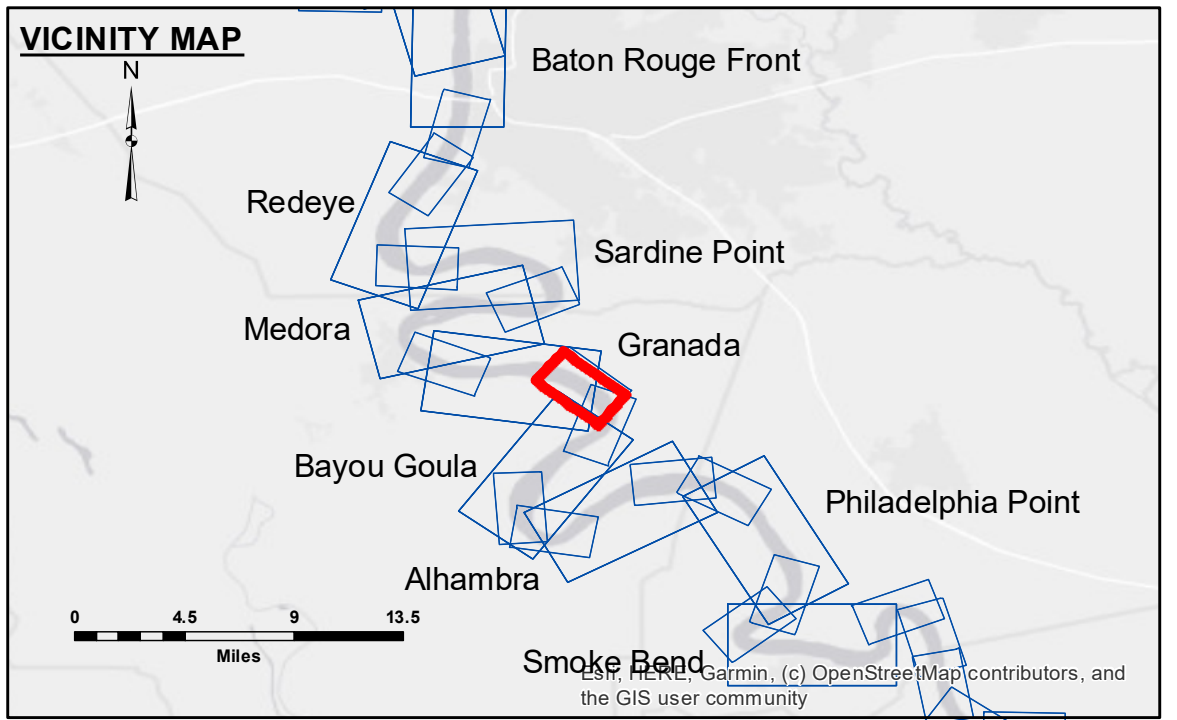 VICINITY MAP
Baton Rouge Front
N
Redeye
Sardine Point
Medora
Granada
Bayou Goula
Philadelphia Point
Alhambra
0 4.5 9 13.5
Miles
Smoke Bend
Esri, HERE, Garmin, (c) OpenStreetMap contributors, and
the GIS user community